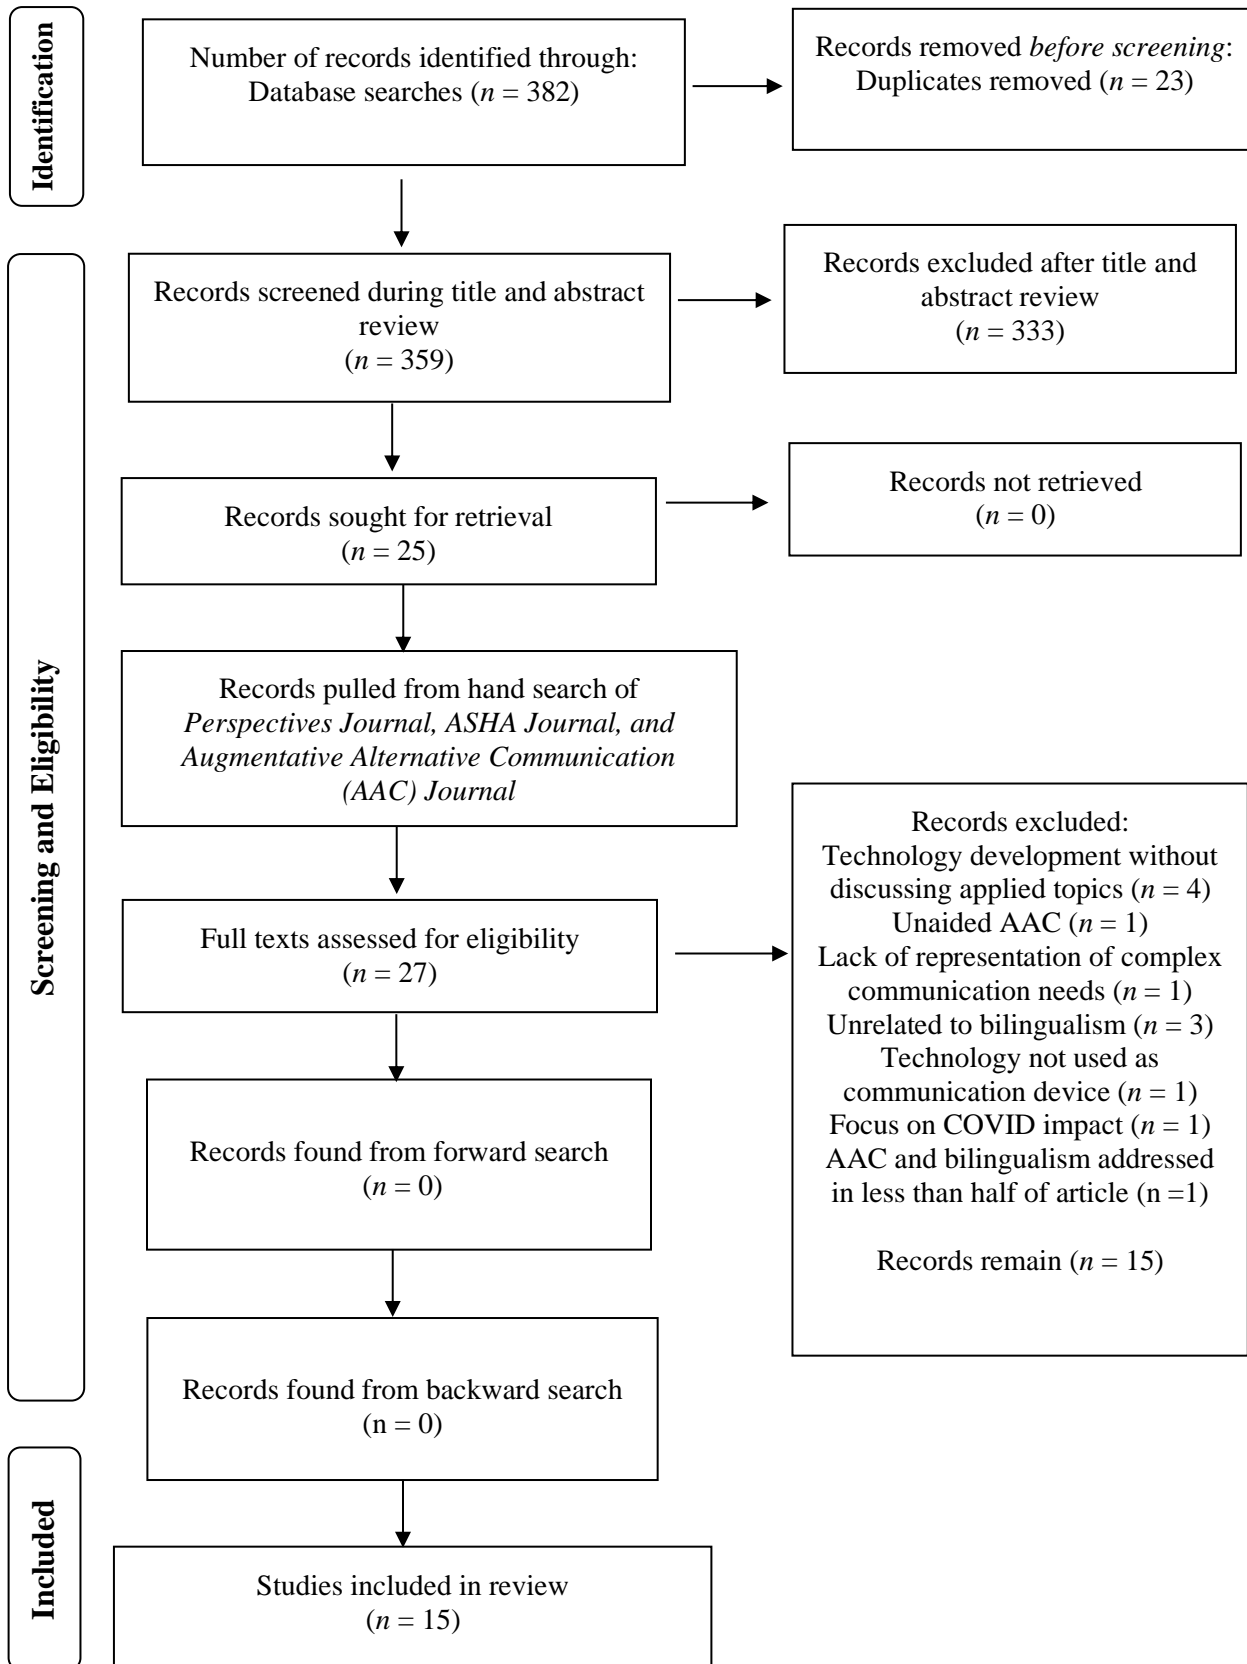 Identification
Number of records identified through:
Database searches (n = 382)
Records removed before screening:
Duplicates removed (n = 23)
Screening and Eligibility
Records screened during title and abstract
review
(n = 359)
Records excluded after title and
abstract review
(n = 333)
Records sought for retrieval
(n = 25)
Records not retrieved
(n = 0)
Records pulled from hand search of
Perspectives Journal, ASHA Journal, and
Augmentative Alternative Communication
(AAC) Journal
Full texts assessed for eligibility
(n = 27)
Records excluded:
Technology development without
discussing applied topics (n = 4)
Unaided AAC (n = 1)
Lack of representation of complex
communication needs (n = 1)
Unrelated to bilingualism (n = 3)
Technology not used as
communication device (n = 1)
Focus on COVID impact (n = 1)
AAC and bilingualism addressed
in less than half of article (n =1)
Records remain (n = 15)
Records found from forward search
(n = 0)
Records found from backward search
(n = 0)
Included
Studies included in review
(n = 15)